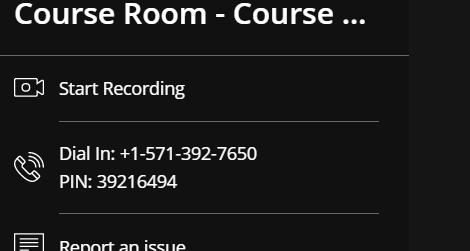 Course Room - Course ...
Start Recording
Dial In: +1-571-392-7650
PIN: 39216494
Report an issue